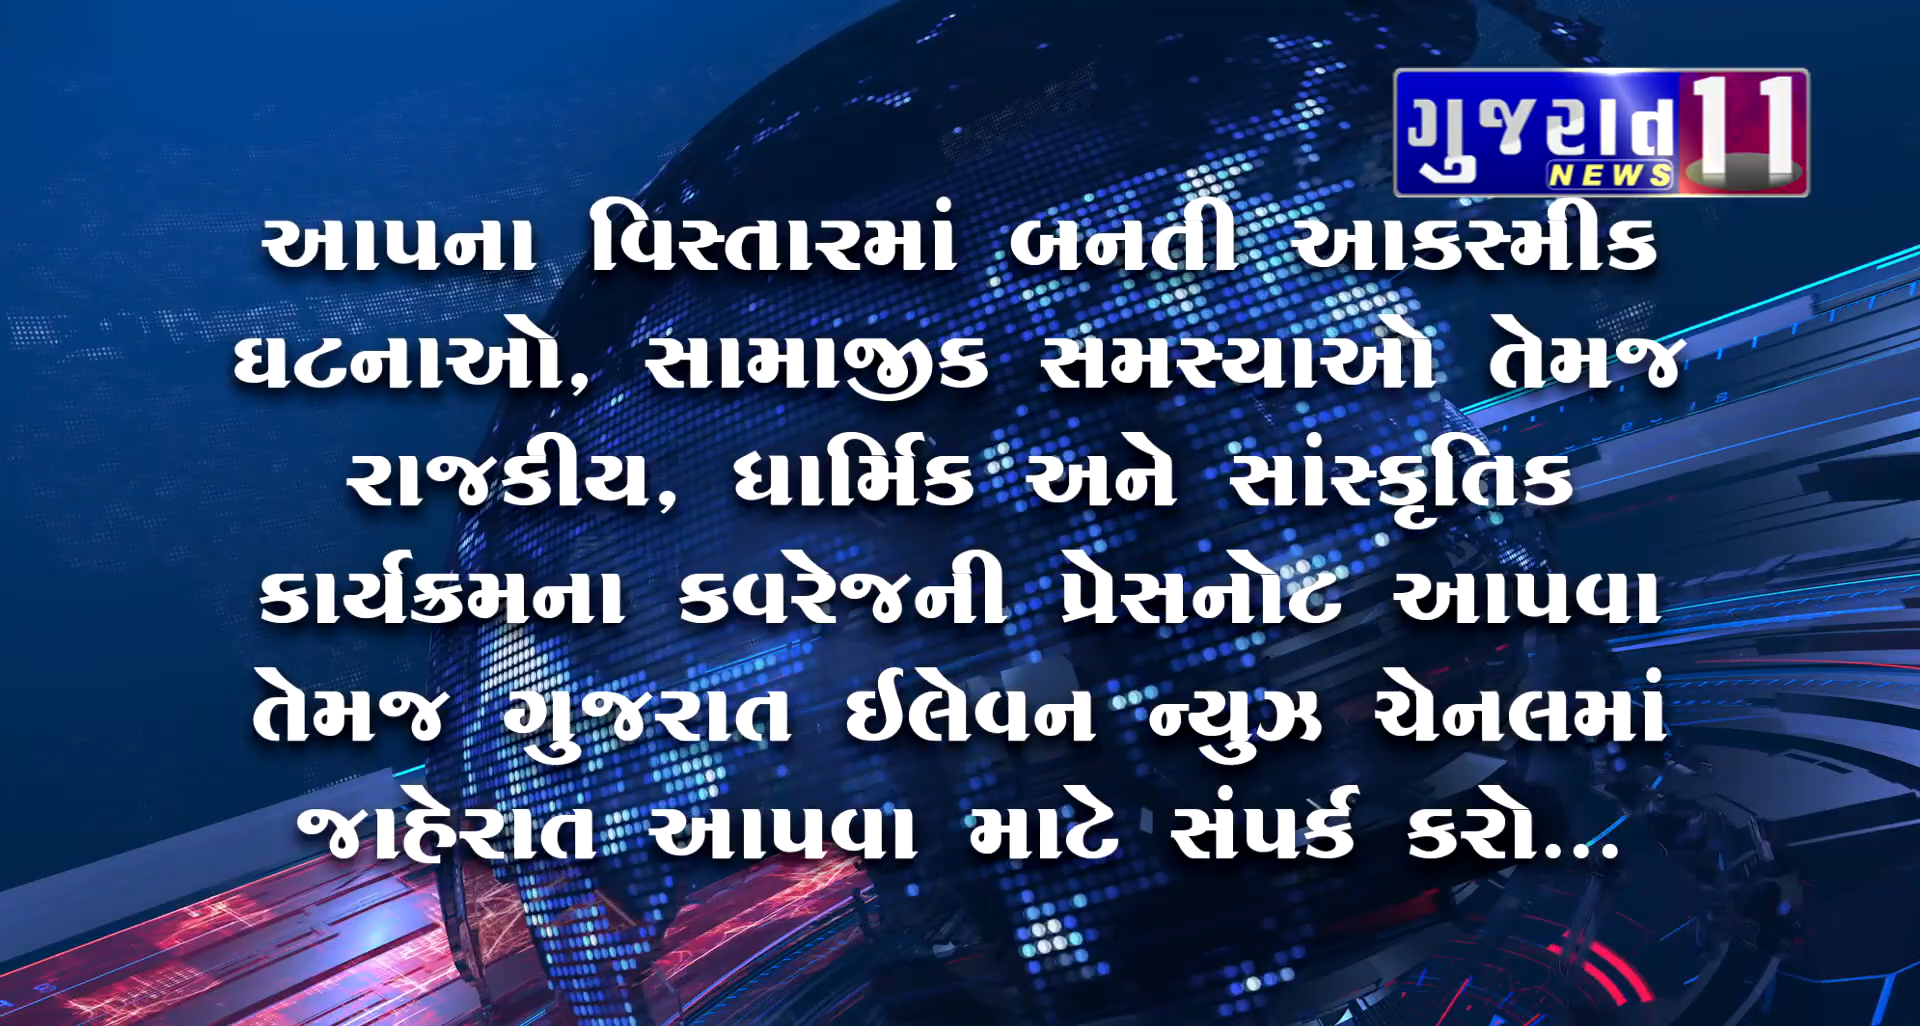 ગુજરાત 11
NEWS
આપના વિસ્તારમાં બનતી આકસ્મીક
ઘટનાઓ, સામાજીક સમસ્યાઓ તેમજ
રાજકીય, ધાર્મિક અને સાંસ્કૃતિક
કાર્યક્રમના કવરેજની પ્રેસનોટ આપવા
તેમજ ગુજરાત ઈલેવન ન્યુઝ ચેનલમાં
જાહેરાત આપવા માટે સંપર્ક કરો...